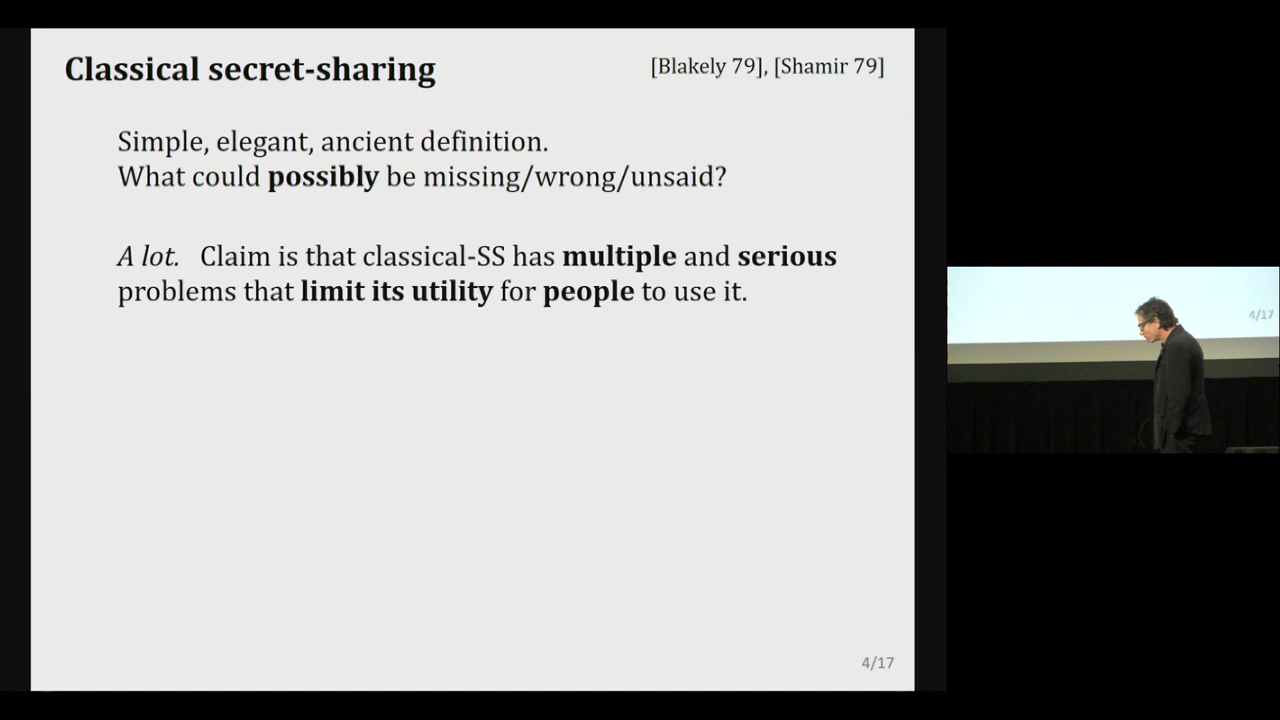 Classical secret-sharing
[Blakely 79], [Shamir 79]
Simple, elegant, ancient definition.
What could possibly be missing/wrong/unsaid?
A lot. Claim is that classical-SS has multiple and serious
problems that limit its utility for people to use it.
4/17
4/17